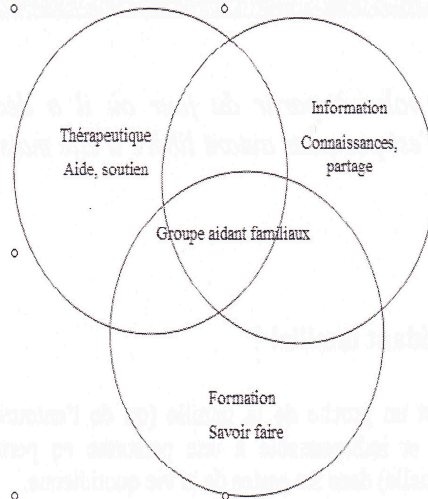 Information
Thérapeutique
Connaissances,
partage
Aide, soutien
Groupe aidant familiaux
Formation
Savoir faire